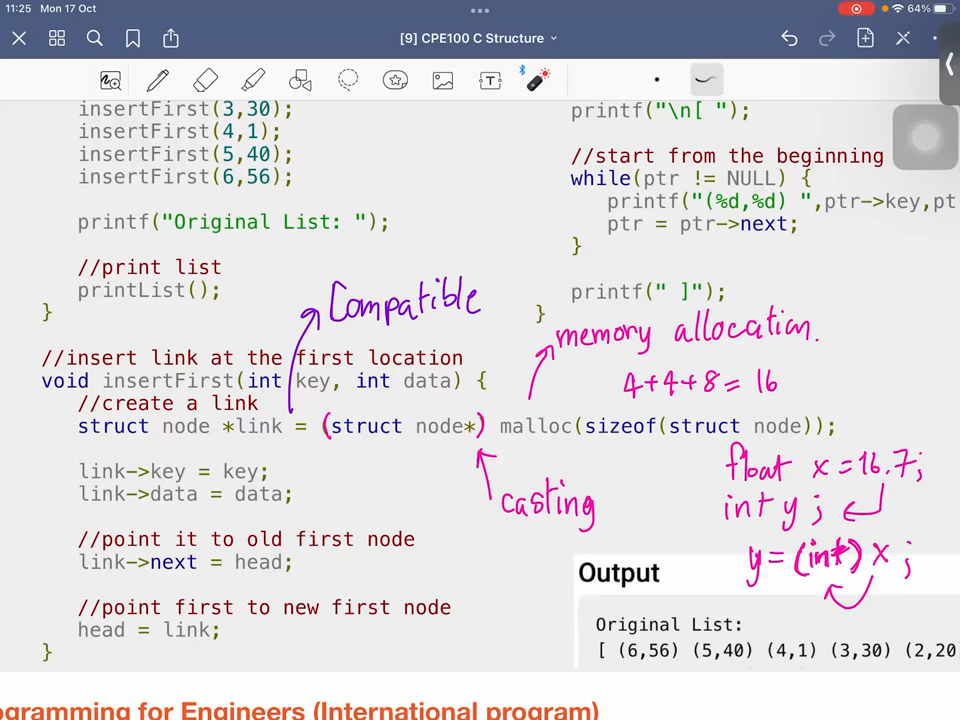 11:25 Mon 17 Oct
64%
[9] CPE100 C Structure
insertFirst(3,30);
insertFirst(4,1);
insertFirst(5,40);
insertFirst(6,56);
printf("Original List: ");
//print list
printList();
}
Compatible
//insert link at the first location
void insertFirst(int key, int data) {
//create a link
struct node *link = (struct node*) malloc(sizeof(struct node));
link->key = key;
link->data = data;
casting
//point it to old first node
link->next = head;
//point first to new first node
head = link;
}
printf("\n[ ");
//start from the beginning
while(ptr != NULL) {
printf("(%d,%d) ",ptr->key,pt
ptr = ptr->next;
}
printf(" ]");
}
memory allocation.
4+4+8 = 16
float x = 16.7;
int y ;
y = (int) x ;
Output
Original List:
[ (6,56) (5,40) (4,1) (3,30) (2,20
ogramming for Engineers (International program)